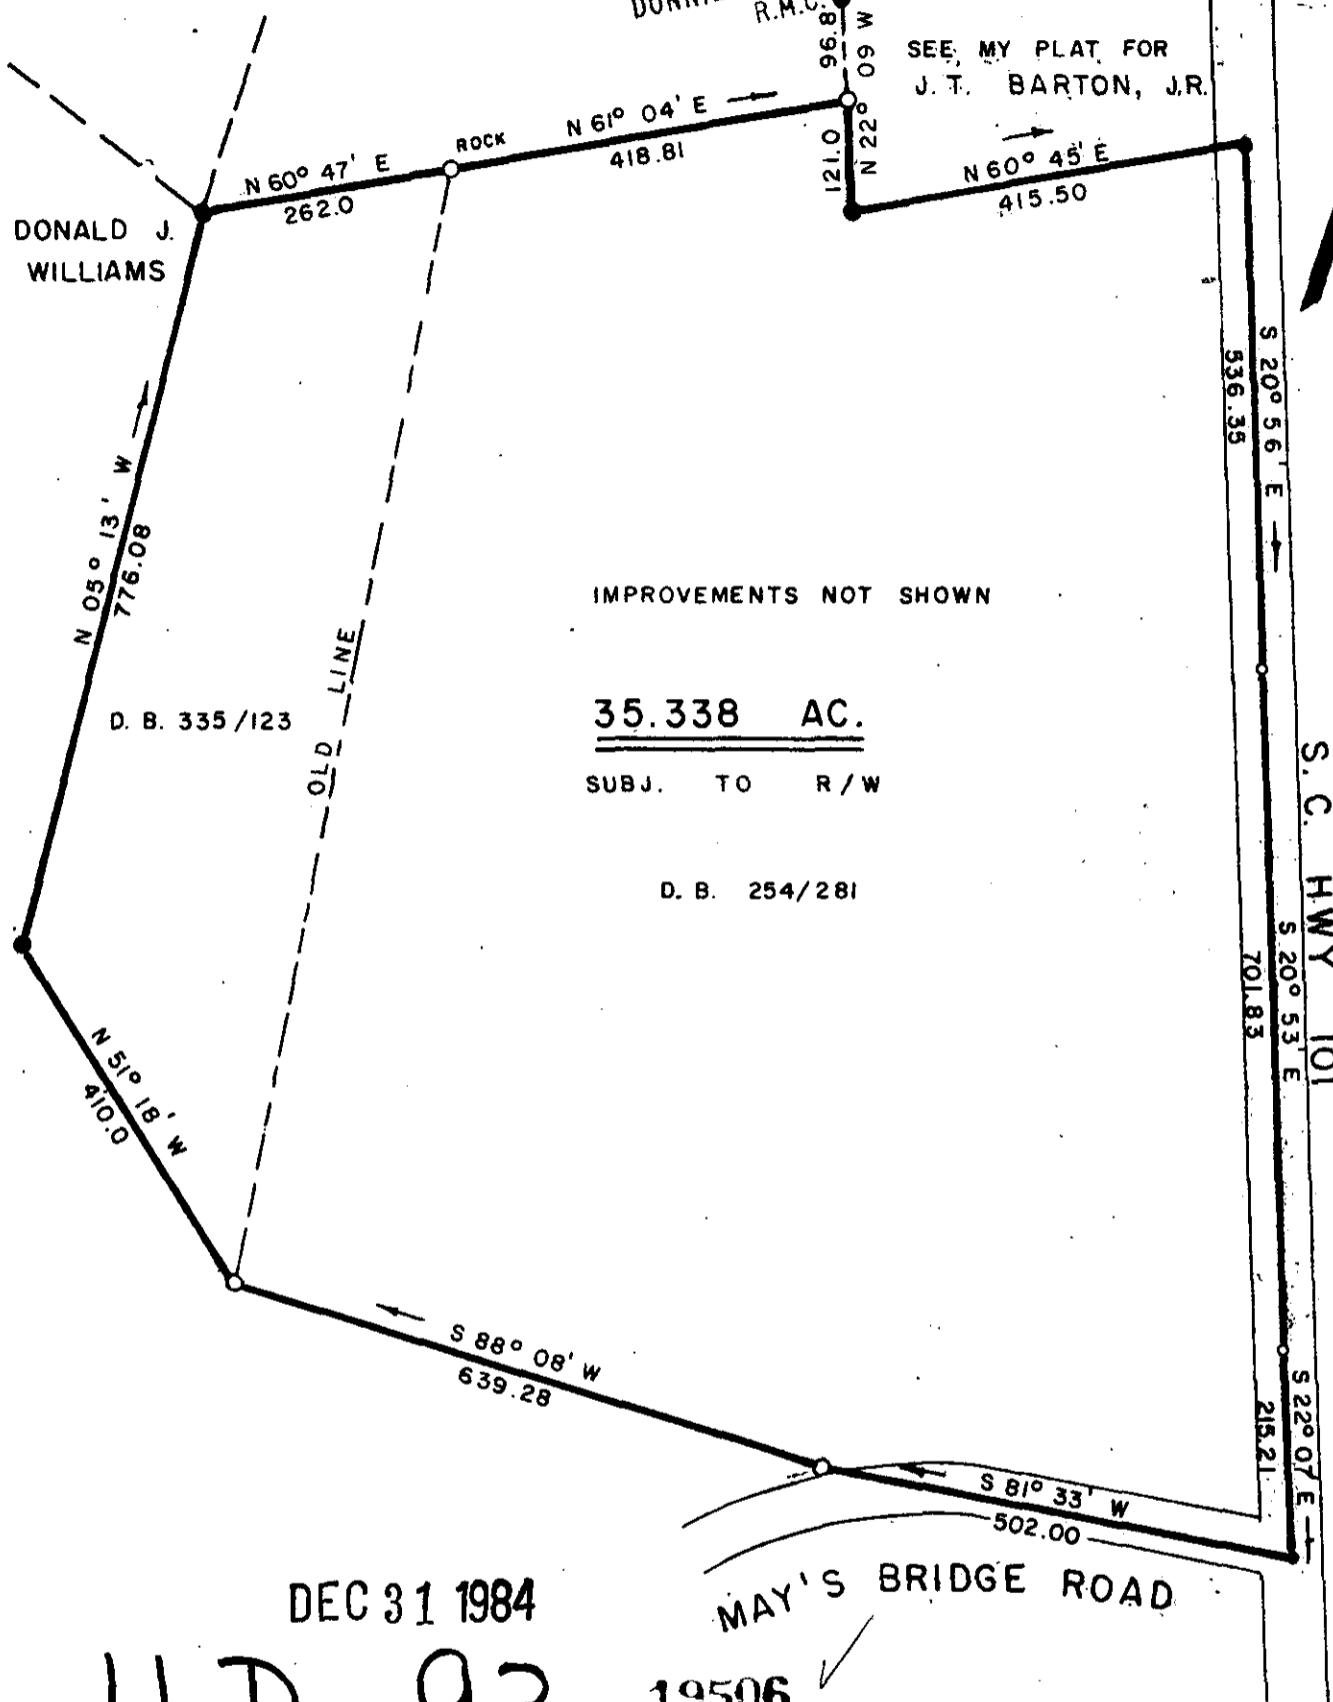 R.M.C.
96.8
N 22° 09 W
121.0
SEE MY PLAT FOR
J.T. BARTON, J.R.
N 61° 04' E
418.81
ROCK
N 60° 47' E
262.0
N 60° 45' E
415.50
DONALD J.
WILLIAMS
S 20° 56' E
536.35
N 05° 13' W
776.08
IMPROVEMENTS NOT SHOWN
OLD LINE
D. B. 335/123
35.338 AC.
SUBJ. TO R/W
D. B. 254/281
S. C. HWY 101
S 20° 53' E
701.83
N 51° 18' W
410.0
S 88° 08' W
639.28
S 22° 07' E
215.21
S 81° 33' W
502.00
MAY'S BRIDGE ROAD
DEC 31 1984
19506